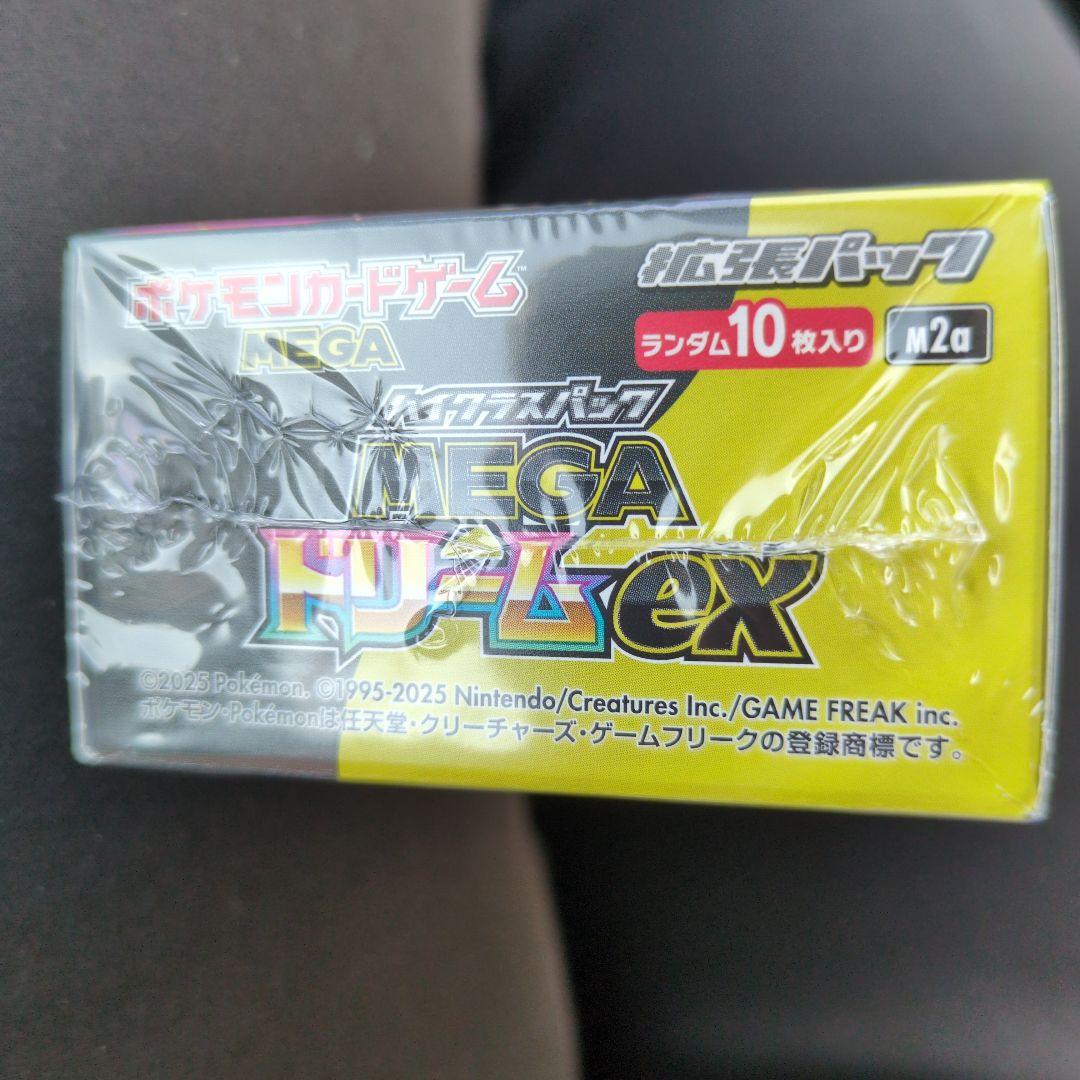 ポケモンカードゲーム™
MEGA
拡張パック
ランダム10枚入り
M2a
ハイクラスパック
MEGA
ドリームex
©2025 Pokémon. ©1995-2025 Nintendo/Creatures Inc./GAME FREAK inc.
ポケモン・Pokémonは任天堂・クリーチャーズ・ゲームフリークの登録商標です。